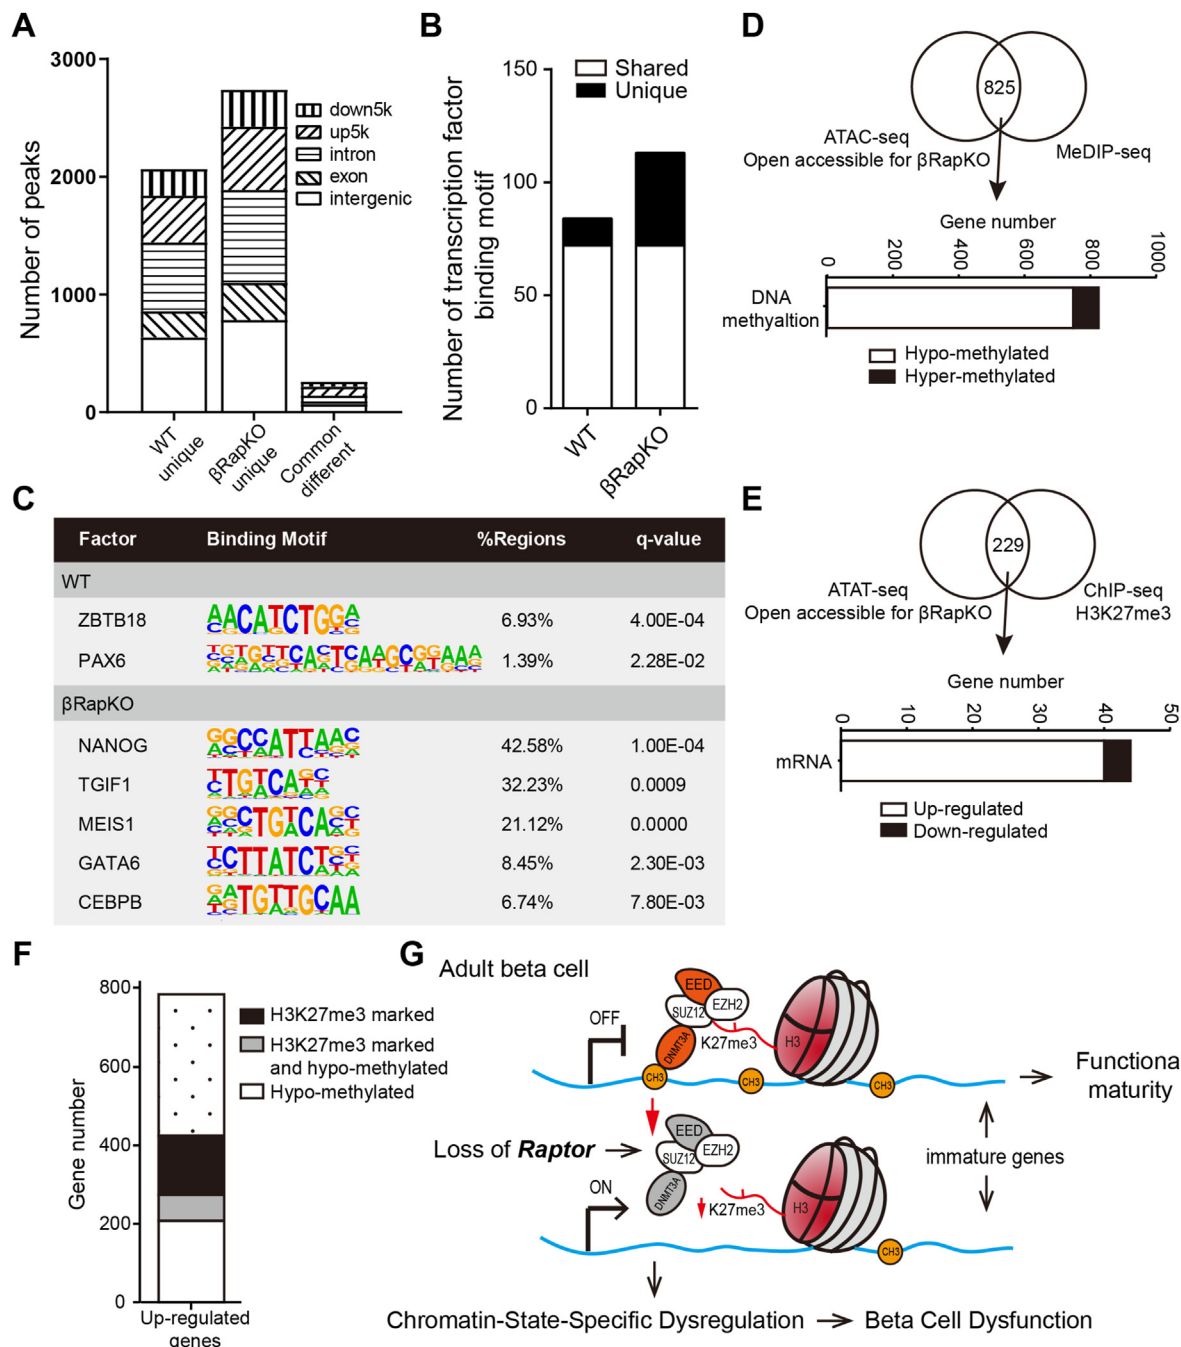 A
3000
2000
1000
0
Number of peaks
down5k
up5k
intron
exon
intergenic
WT
unique
βRapKO
unique
Common
different
B
150
100
50
0
Number of transcription factor
binding motif
Shared
Unique
WT
βRapKO
D
825
ATAC-seq
Open accessible for βRapKO
MeDIP-seq
Gene number
0
200
400
600
800
1000
DNA
methyaltion
Hypo-methylated
Hyper-methylated
C
Factor Binding Motif %Regions q-value
WT
ZBTB18 AACATCTGGA 6.93% 4.00E-04
PAX6 TGTGTTCACTCAAGCGGAAA 1.39% 2.28E-02
βRapKO
NANOG GGCCATTAAC 42.58% 1.00E-04
TGIF1 CTGTCAGC 32.23% 0.0009
MEIS1 GGCTGTCAGC 21.12% 0.0000
GATA6 TCTTATCTGC 8.45% 2.30E-03
CEBPB GATGTTGCAA 6.74% 7.80E-03
E
229
ATAT-seq
Open accessible for βRapKO
ChIP-seq
H3K27me3
Gene number
0
10
20
30
40
50
mRNA
Up-regulated
Down-regulated
F
800
600
400
200
0
Gene number
H3K27me3 marked
H3K27me3 marked
and hypo-methylated
Hypo-methylated
Up-regulated
genes
G
Adult beta cell
EED
SUZ12
EZH2
DNMT3A
OFF
K27me3
H3
CH3
CH3
CH3
Functiona
maturity
Loss of Raptor
EED
SUZ12
EZH2
DNMT3A
ON
K27me3
H3
CH3
immature genes
Chromatin-State-Specific Dysregulation
Beta Cell Dysfunction